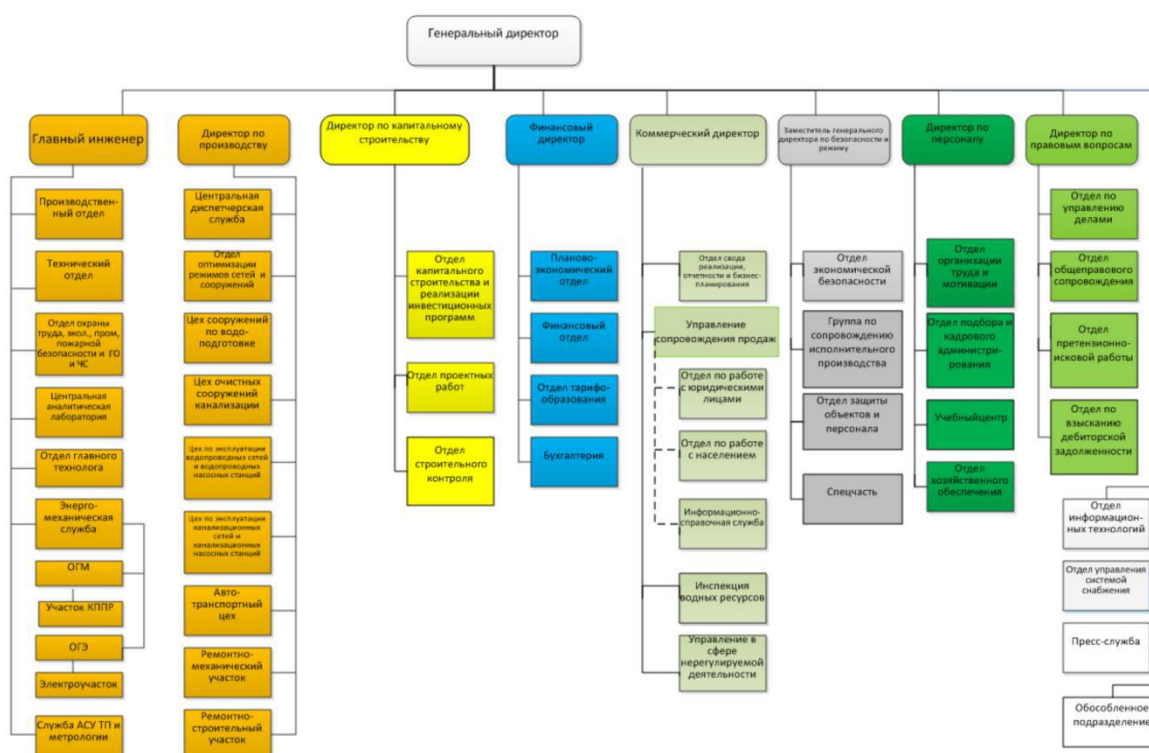 Генеральный директор
Главный инженер
Директор по
производству
Директор по капитальному
строительству
Финансовый
директор
Коммерческий директор
Заместитель генерального
директора по безопасности и
режиму
Директор по
персоналу
Директор по
правовым вопросам
Производствен-
ный отдел
Технический
отдел
Отдел охраны
труда, экол., пром,
пожарной
безопасности и ГО
и ЧС
Центральная
аналитическая
лаборатория
Отдел главного
технолога
Энерго-
механическая
служба
ОГМ
Участок КППР
ОГЭ
Электроучасток
Служба АСУ ТП и
метрологии
Центральная
диспетчерская
служба
Отдел
оптимизации
режимов сетей и
сооружений
Цех сооружений
по водо-
подготовке
Цех очистных
сооружений
канализации
Цех по эксплуатации
водопроводных сетей
и водопроводных
насосных станций
Цех по эксплуатации
канализационных
сетей и
канализационных
насосных станций
Авто-
транспортный
цех
Ремонтно-
механический
участок
Ремонтно-
строительный
участок
Отдел
капитального
строительства и
реализации
инвестиционных
программ
Отдел проектных
работ
Отдел
строительного
контроля
Планово-
экономический
отдел
Финансовый
отдел
Отдел тарифо-
образования
Бухгалтерия
Отдел свода
реализации,
отчетности и бизнес-
планирования
Управление
сопровождения продаж
Отдел по работе
с юридическими
лицами
Отдел по работе
с населением
Информационно-
справочная служба
Инспекция
водных ресурсов
Управление в
сфере
нерегулируемой
деятельности
Отдел
экономической
безопасности
Группа по
сопровождению
исполнительного
производства
Отдел защиты
объектов и
персонала
Спецчасть
Отдел
организации
труда и
мотивации
Отдел подбора и
кадрового
администри-
рования
Учебныйцентр
Отдел
хозяйственного
обеспечения
Отдел по
управлению
делами
Отдел
общеправового
сопровождения
Отдел
претензионно-
исковой работы
Отдел по
взысканию
дебиторской
задолженности
Отдел
информацион-
ных технологий
Отдел управления
системой
снабжения
Пресс-служба
Обособленное
подразделение